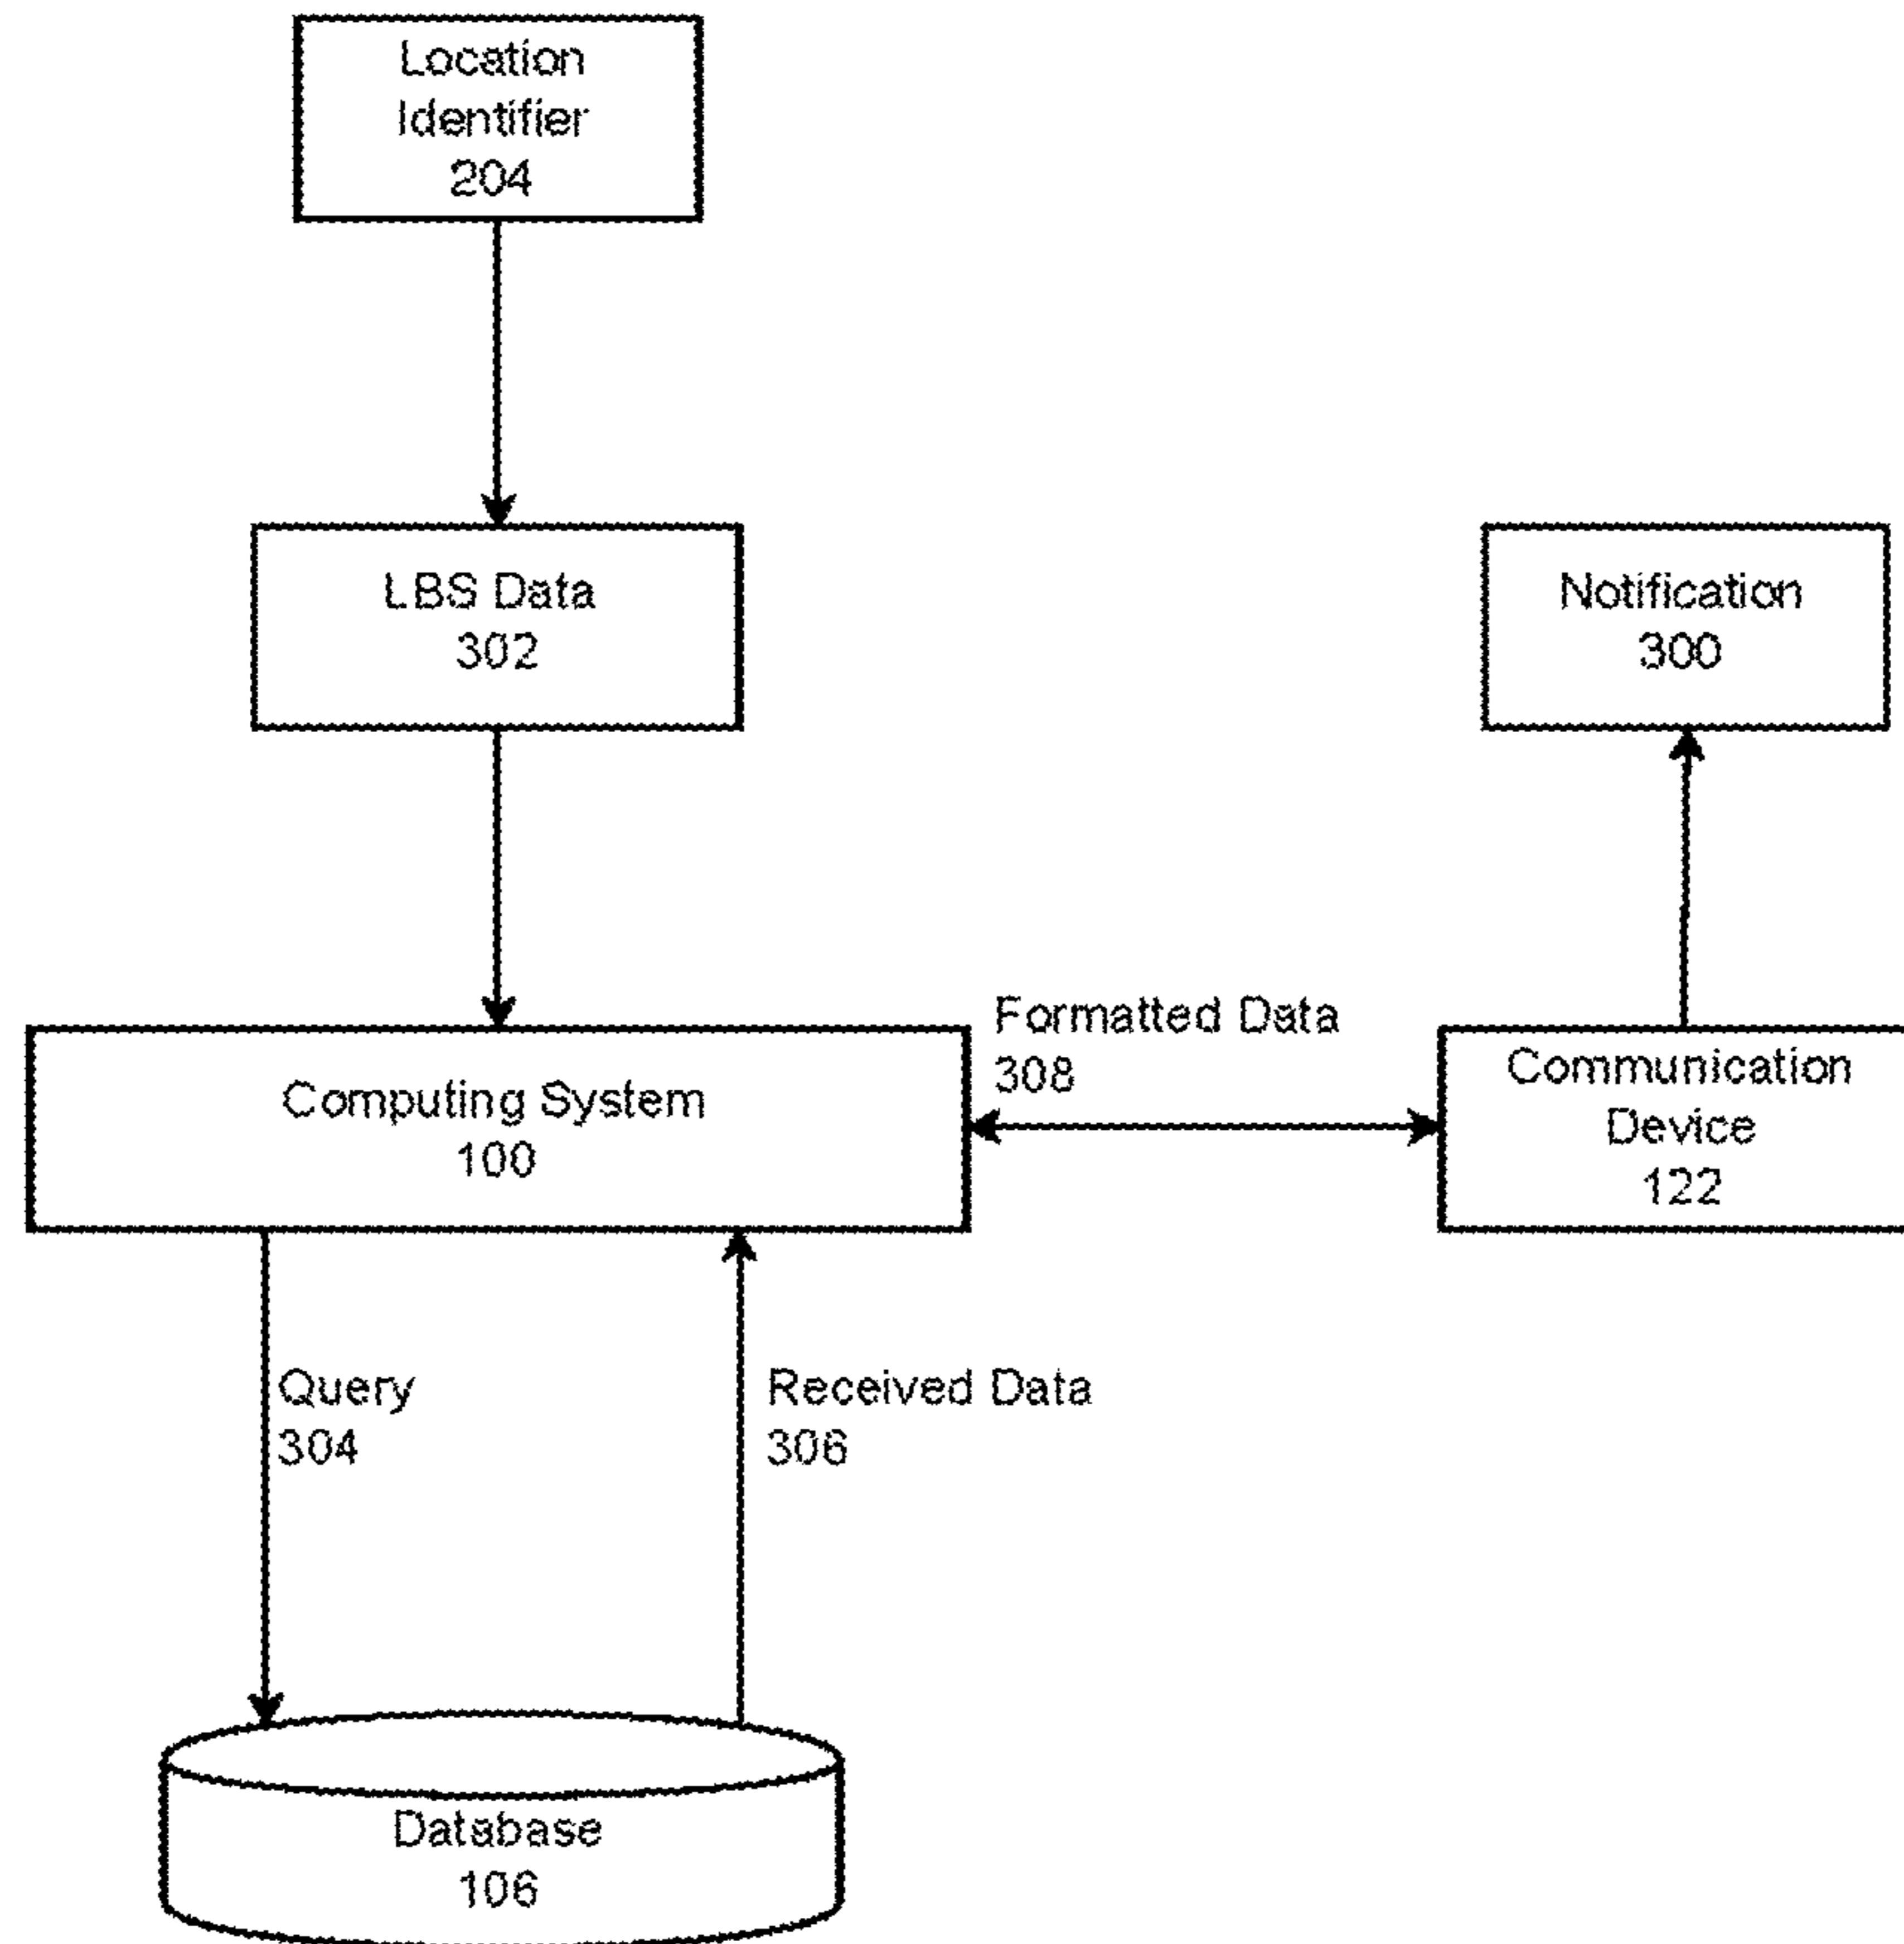 Location
Identifier
204
LBS Data
302
Notification
300
Formatted Data
308
Computing System
100
Communication
Device
122
Query
304
Received Data
306
Database
106